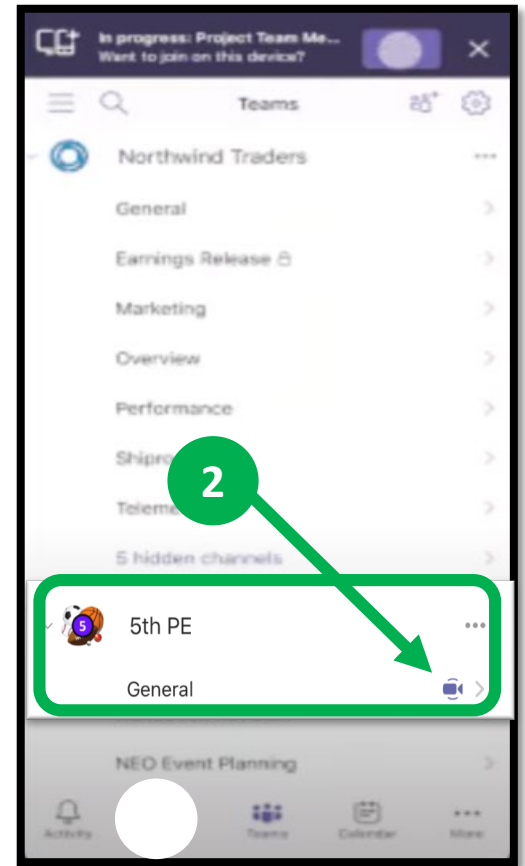 In progress: Project Team Me...
Want to join on this device?
Teams
Northwind Traders
General
Earnings Release
Marketing
Overview
Performance
2
5 hidden channels
5
5th PE
General
NEO Event Planning
Activity
Teams
Calendar
More